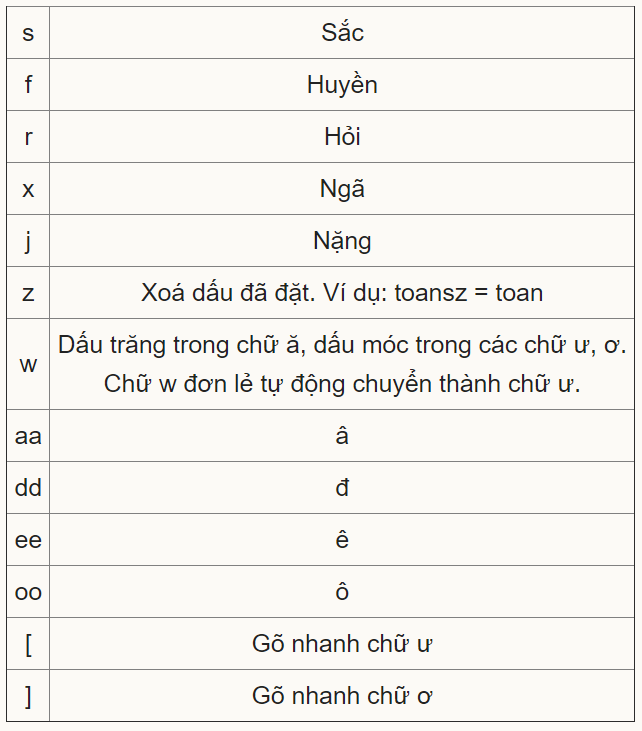 s Sắc
f Huyền
r Hỏi
x Ngã
j Nặng
z Xoá dấu đã đặt. Ví dụ: toansz = toan
w Dấu trăng trong chữ ă, dấu móc trong các chữ ư, ơ.
Chữ w đơn lẻ tự động chuyển thành chữ ư.
aa â
dd đ
ee ê
oo ô
[ Gõ nhanh chữ ư
] Gõ nhanh chữ ơ